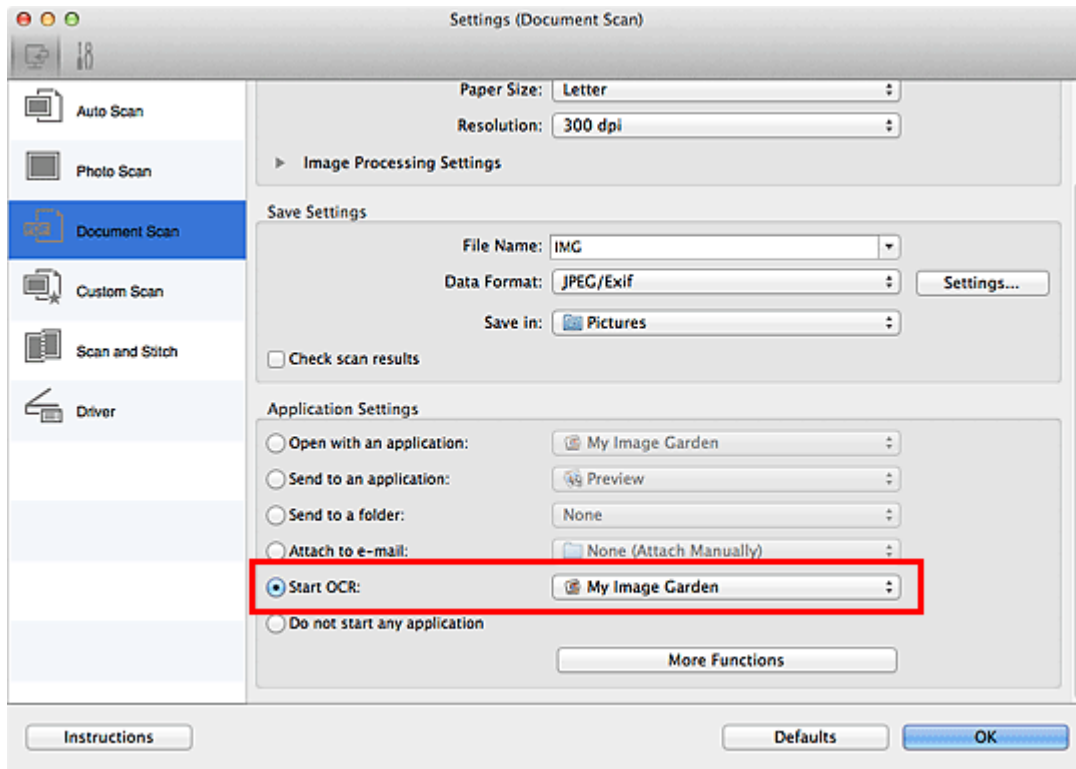 Settings (Document Scan)
Auto Scan
Photo Scan
PDF
Document Scan
Custom Scan
Scan and Stitch
Driver
Paper Size: Letter
Resolution: 300 dpi
Image Processing Settings
Save Settings
File Name: IMG
Data Format: JPEG/Exif Settings...
Save in: Pictures
Check scan results
Application Settings
Open with an application: My Image Garden
Send to an application: Preview
Send to a folder: None
Attach to e-mail: None (Attach Manually)
Start OCR: My Image Garden
Do not start any application
More Functions
Instructions Defaults OK